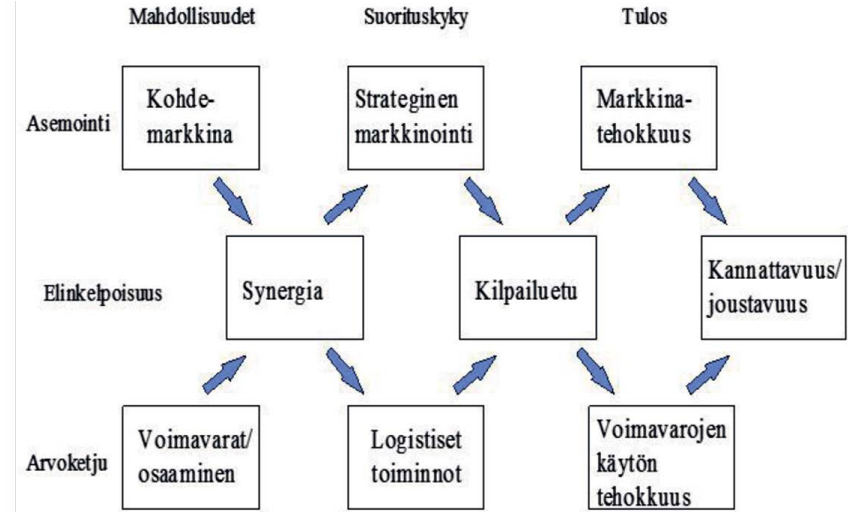 Mahdollisuudet Suorituskyky Tulos
Asemointi
Kohde-
markkina
Strateginen
markkinointi
Markkina-
tehokkuus
Elinkelpoisuus
Synergia
Kilpailuetu
Kannattavuus/
joustavuus
Arvoketju
Voimavarat/
osaaminen
Logistiset
toiminnot
Voimavarojen
käytön
tehokkuus